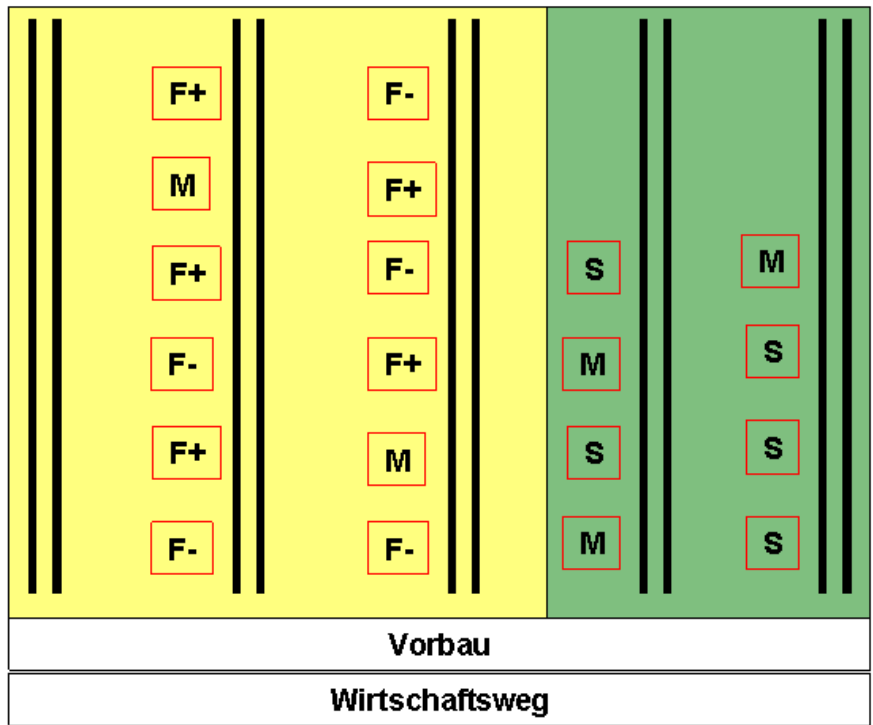 F+ F-
M F+
F+ F- S M
F- F+ M S
F+ M S S
F- F- M S
Vorbau
Wirtschaftsweg